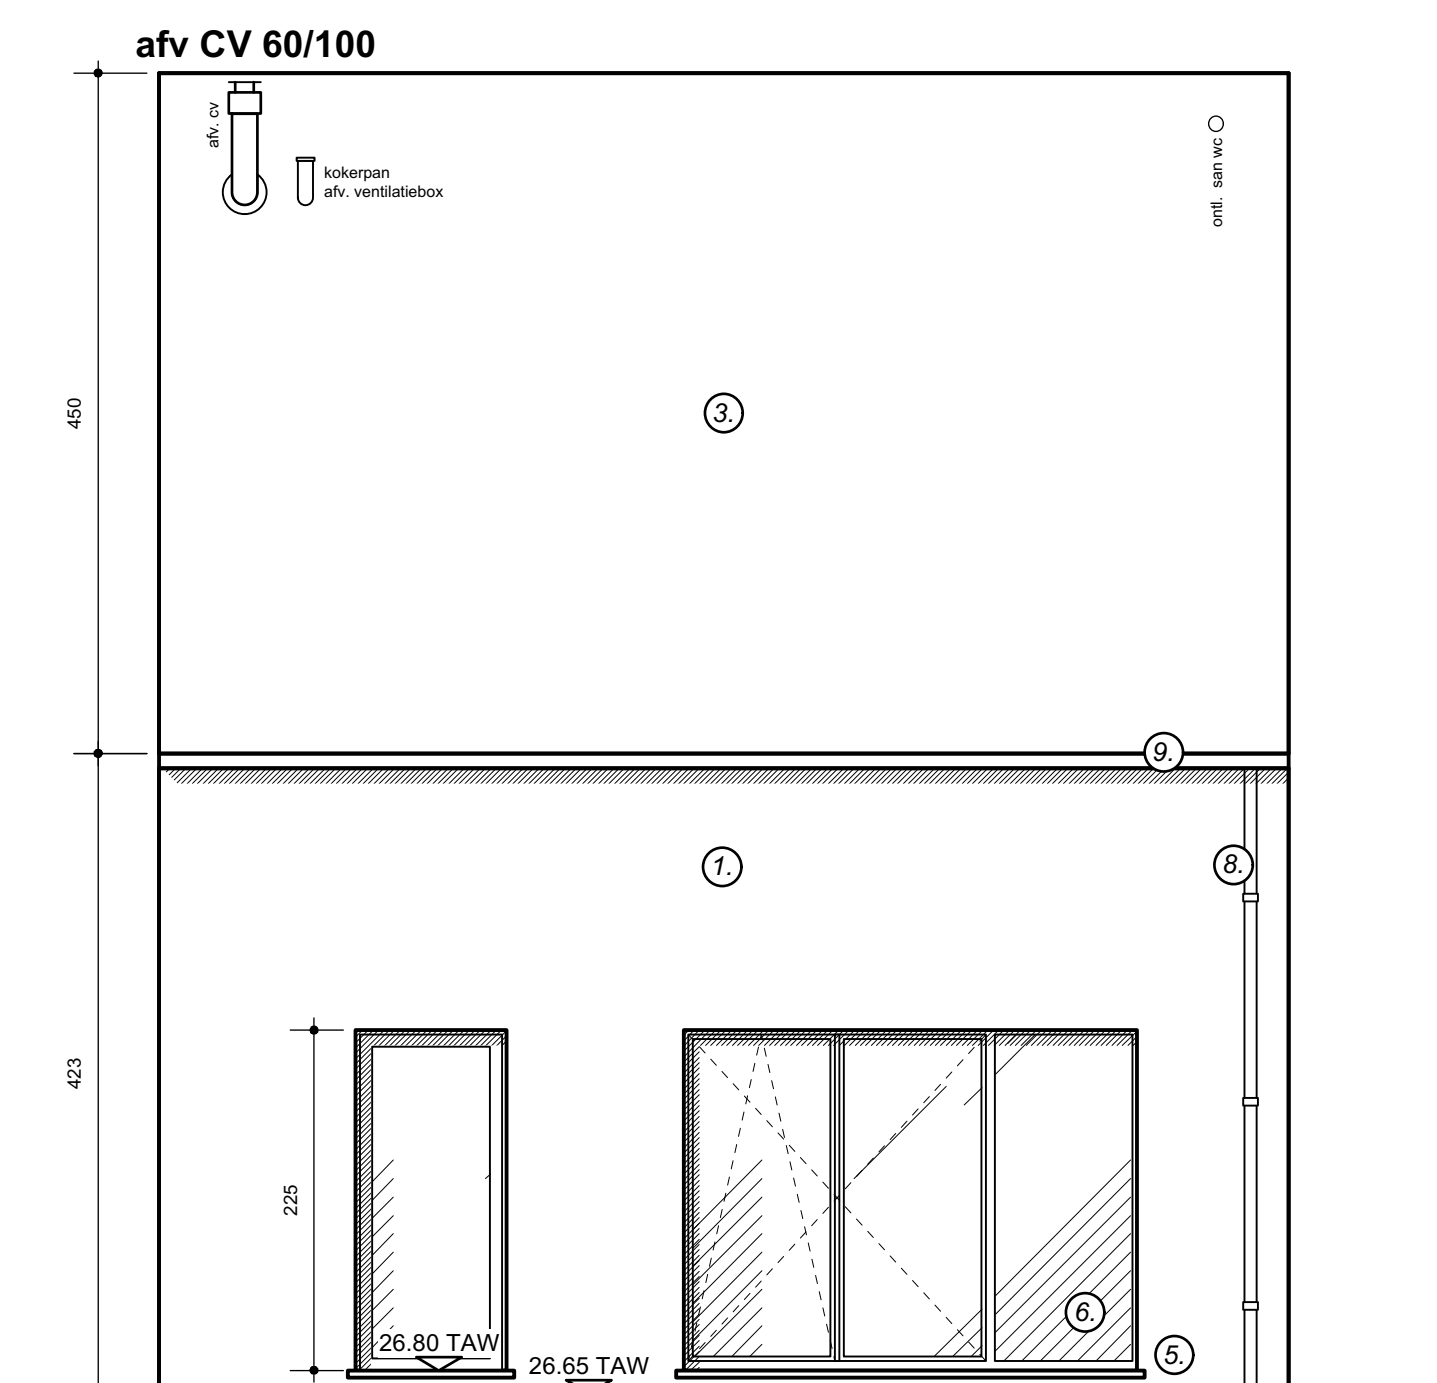 afv CV 60/100
afv. cv
kokerpan
afv. ventilatiebox
ontl. san wc
450
3.
9.
1.
8.
423
225
6.
26.80 TAW
26.65 TAW
5.